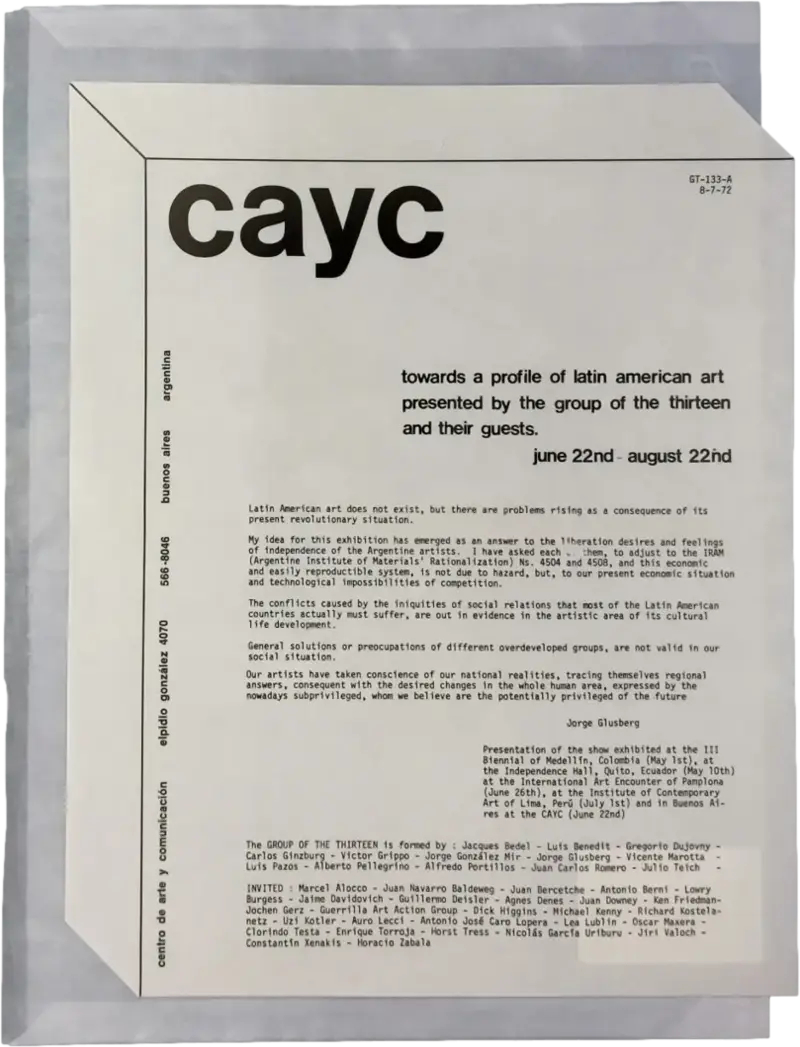 cayc
GT-133-A
8-7-72
towards a profile of latin american art
presented by the group of the thirteen
and their guests.
june 22nd - august 22nd
Latin American art does not exist, but there are problems rising as a consequence of its
present revolutionary situation.
My idea for this exhibition has emerged as an answer to the liberation desires and feelings
of independence of the Argentine artists. I have asked each them, to adjust to the IRAM
(Argentine Institute of Materials' Rationalization) Ns. 4504 and 4508, and this economic
and easily reproductible system, is not due to hazard, but, to our present economic situation
and technological impossibilities of competition.
The conflicts caused by the iniquities of social relations that most of the Latin American
countries actually must suffer, are out in evidence in the artistic area of its cultural
life development.
General solutions or preocupations of different overdeveloped groups, are not valid in our
social situation.
Our artists have taken conscience of our national realities, tracing themselves regional
answers, consequent with the desired changes in the whole human area, expressed by the
nowadays subprivileged, whom we believe are the potentially privileged of the future
Jorge Glusberg
Presentation of the show exhibited at the III
Biennial of Medellín, Colombia (May 1st), at
the Independence Hall, Quito, Ecuador (May 10th)
at the International Art Encounter of Pamplona
(June 26th), at the Institute of Contemporary
Art of Lima, Perú (July 1st) and in Buenos Ai-
res at the CAYC (June 22nd)
The GROUP OF THE THIRTEEN is formed by : Jacques Bedel - Luis Benedit - Gregorio Dujovny -
Carlos Ginzburg - Víctor Grippo - Jorge González Mir - Jorge Glusberg - Vicente Marotta -
Luis Pazos - Alberto Pellegrino - Alfredo Portillos - Juan Carlos Romero - Julio Teich -
INVITED : Marcel Alocco - Juan Navarro Baldeweg - Juan Bercetche - Antonio Berni - Lowry
Burgess - Jaime Davidovich - Guillermo Deisler - Agnes Denes - Juan Downey - Ken Friedman-
Jochen Gerz - Guerrilla Art Action Group - Dick Higgins - Michael Kenny - Richard Kostela-
netz - Uzi Kotler - Auro Lecci - Antonio José Caro Lopera - Lea Lublin - Oscar Maxera -
Clorindo Testa - Enrique Torroja - Horst Tress - Nicolás García Uriburu - Jiri Valoch -
Constantin Xenakis - Horacio Zabala
centro de arte y comunicación elpidio gonzález 4070 566-8046 buenos aires argentina